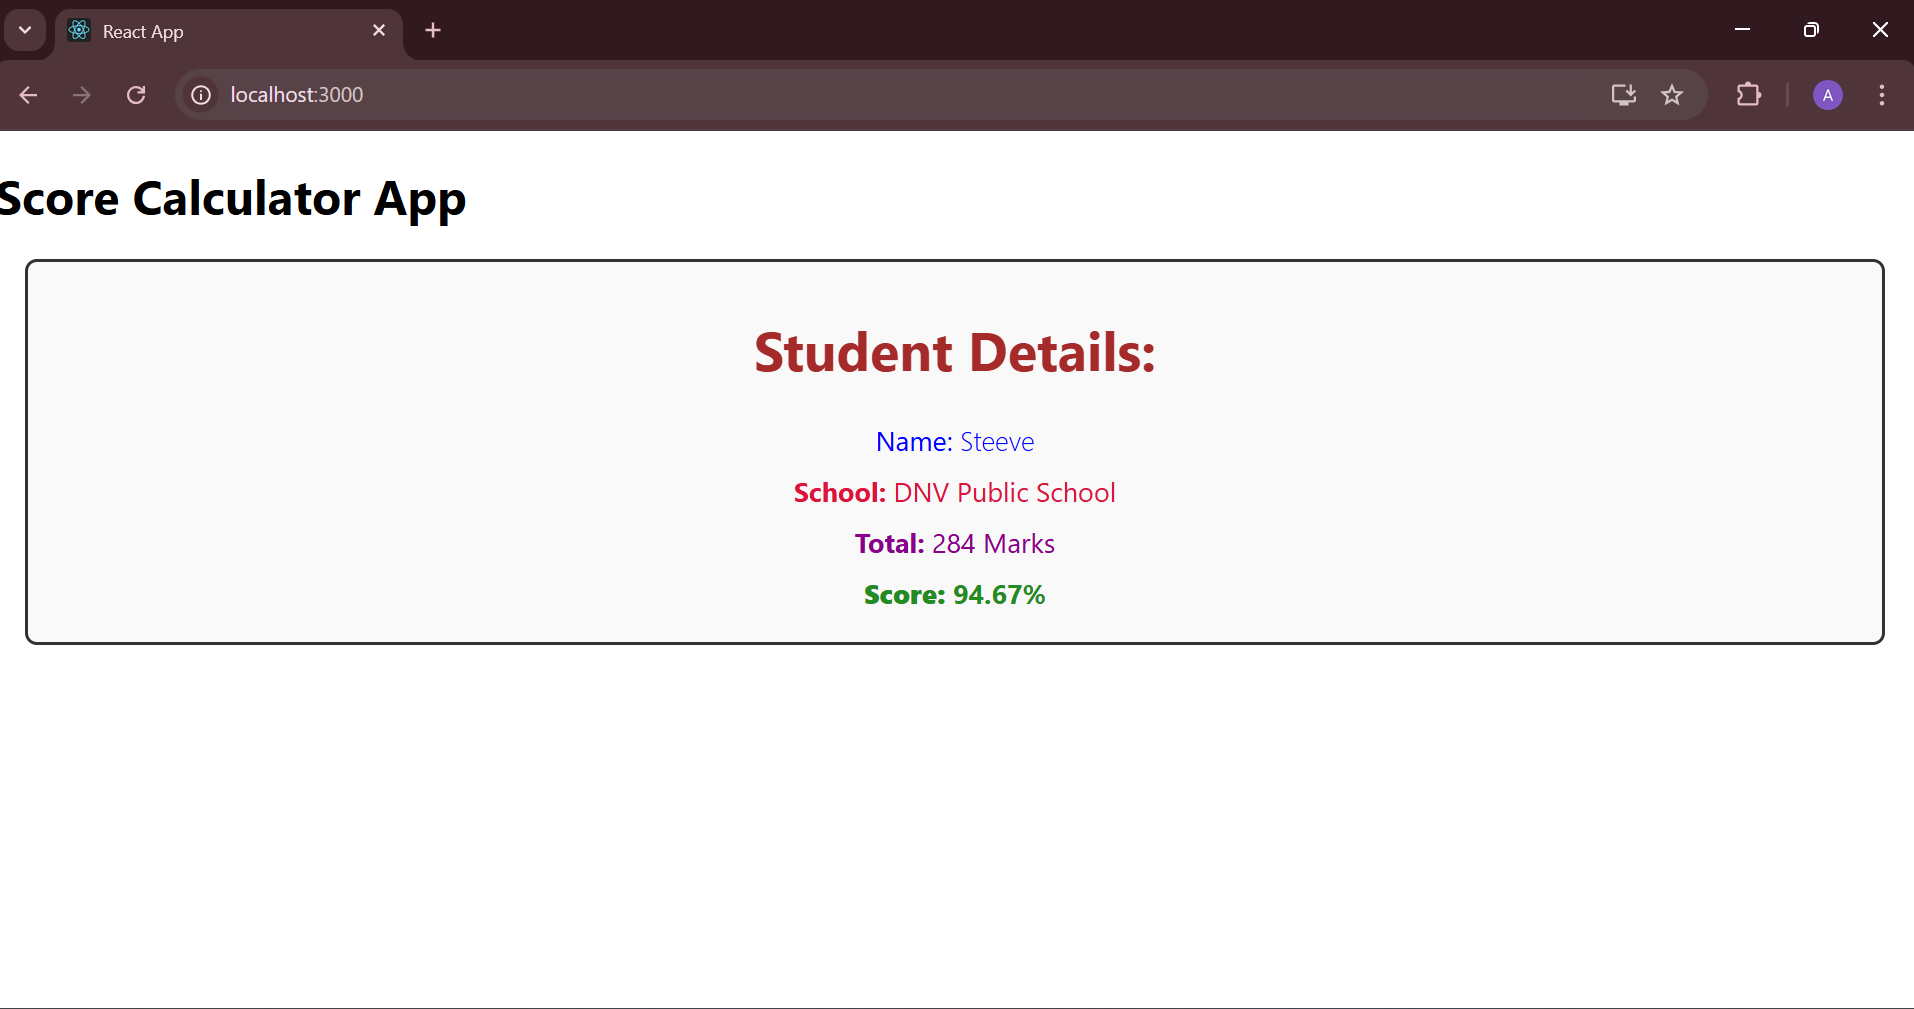 React App
localhost:3000
A
Score Calculator App
Student Details:
Name: Steeve
School: DNV Public School
Total: 284 Marks
Score: 94.67%